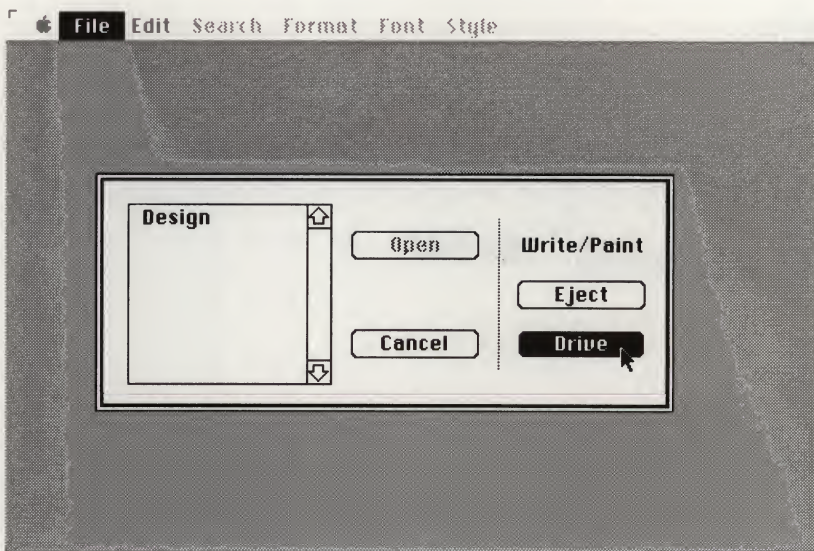 File Edit Search Format Font Style
Design
Open
Write/Paint
Eject
Cancel
Drive